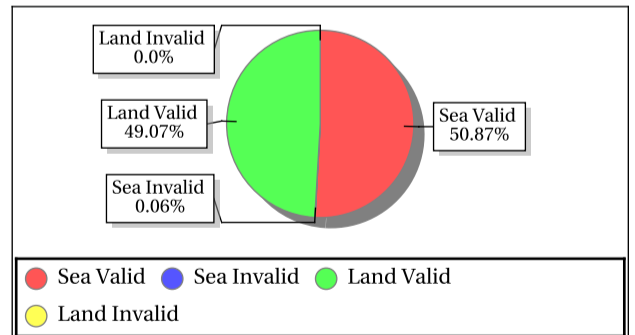 Land Invalid
0.0%
Land Valid
49.07%
Sea Valid
50.87%
Sea Invalid
0.06%
Sea Valid Sea Invalid Land Valid
Land Invalid